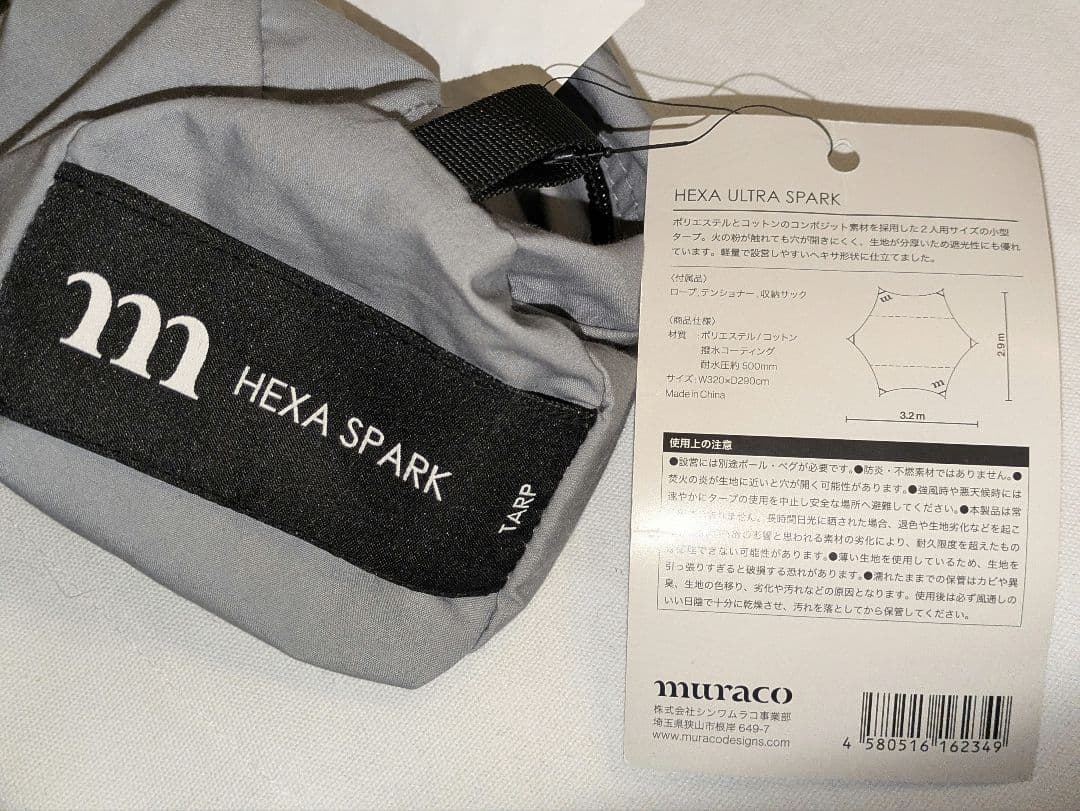 m
HEXA SPARK
TARP
HEXA ULTRA SPARK
ポリエステルとコットンのコンポジット素材を採用した2人用サイズの小型
タープ。火の粉が触れても穴が開きにくく、生地が分厚いため遮光性にも優れ
ています。軽量で設営しやすいヘキサ形状に仕立てました。
〈付属品〉
ロープ、テンショナー、収納サック
〈商品仕様〉
材質 :ポリエステル/コットン
撥水コーティング
耐水圧約500mm
サイズ:W320×D290cm
Made in China
m
m
2.9m
3.2m
使用上の注意
●設営には別途ポール・ペグが必要です。●防炎・不燃素材ではありません。●
焚火の炎が生地に近いと穴が開く可能性があります。●強風時や悪天候時には
速やかにタープの使用を中止し安全な場所へ避難してください。●本製品は常
ません。長時間日光に晒された場合、退色や生地劣化などを起こ
の影響と思われる素材の劣化により、耐久限度を超えたもの
できない可能性があります。●薄い生地を使用しているため、生地を
引っ張りすぎると破損する恐れがあります。●濡れたままでの保管はカビや異
臭、生地の色移り、劣化や汚れなどの原因となります。使用後は必ず風通しの
いい日陰で十分に乾燥させ、汚れを落としてから保管してください。
muraco
株式会社シンワムラコ事業部
埼玉県狭山市根岸 649-7
www.muracodesigns.com
4 580516 162349